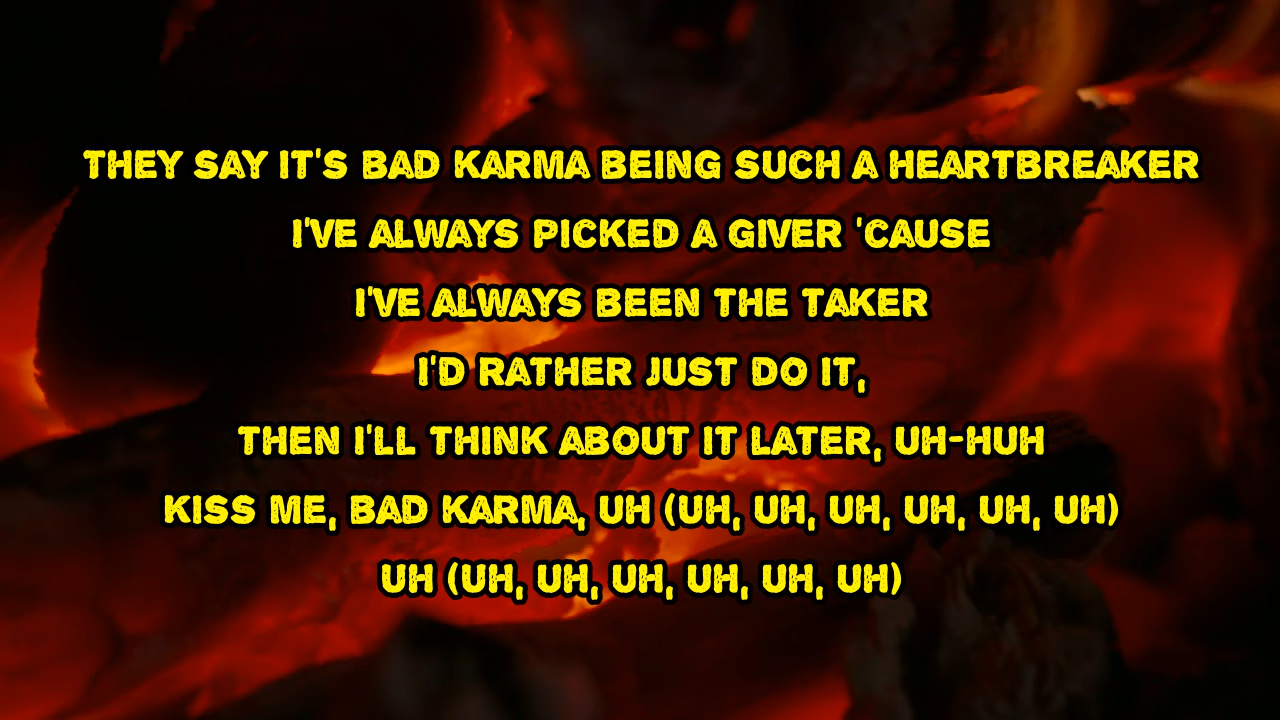 THEY SAY IT'S BAD KARMA BEING SUCH A HEARTBREAKER
I'VE ALWAYS PICKED A GIVER 'CAUSE
I'VE ALWAYS BEEN THE TAKER
I'D RATHER JUST DO IT,
THEN I'LL THINK ABOUT IT LATER, UH-HUH
KISS ME, BAD KARMA, UH (UH, UH, UH, UH, UH, UH)
UH (UH, UH, UH, UH, UH, UH)